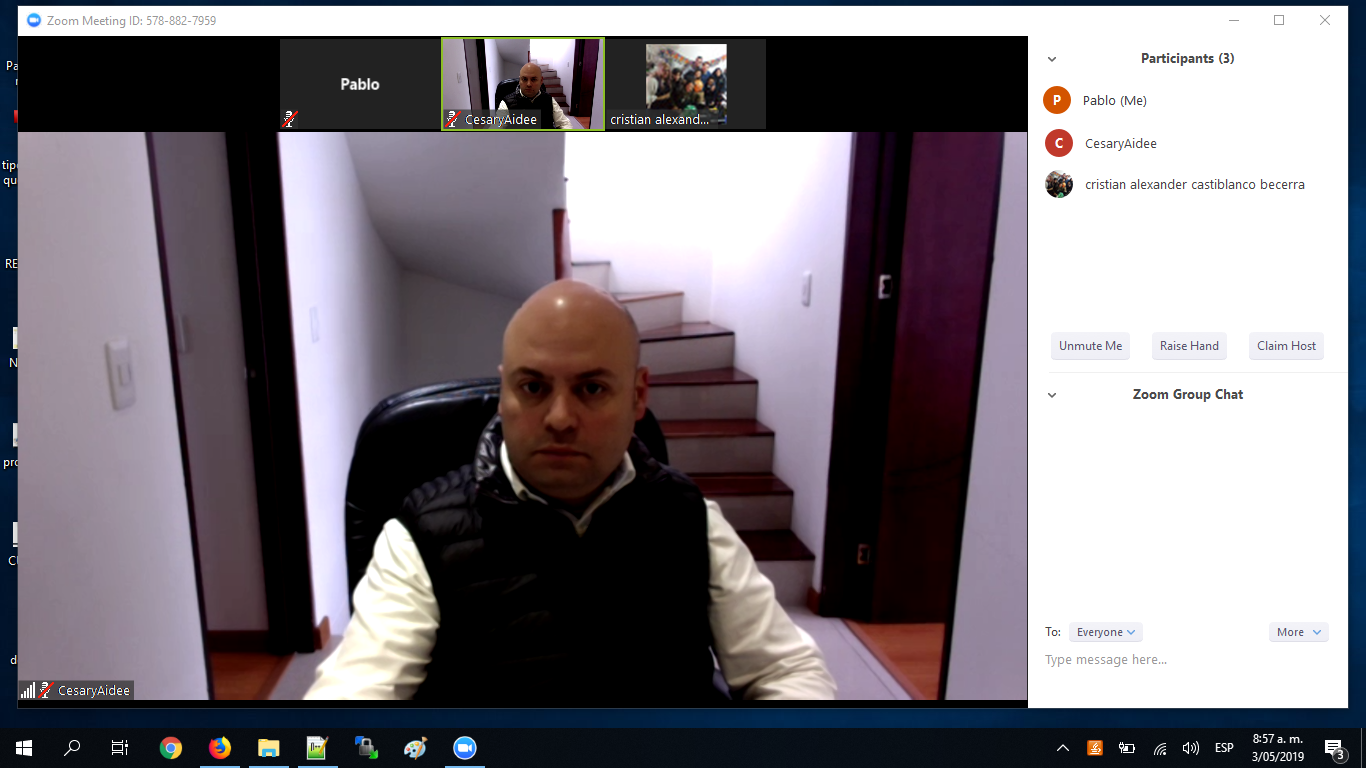 Zoom Meeting ID: 578-882-7959
Pablo
CesaryAidee
cristian alexand...
CesaryAidee
Participants (3)
P
Pablo (Me)
C
CesaryAidee
cristian alexander castiblanco becerra
Unmute Me
Raise Hand
Claim Host
Zoom Group Chat
To:
Everyone
More
Type message here...
Pa
tip
qu
RE
N
pro
d
ESP
8:57 a. m.
3/05/2019
3